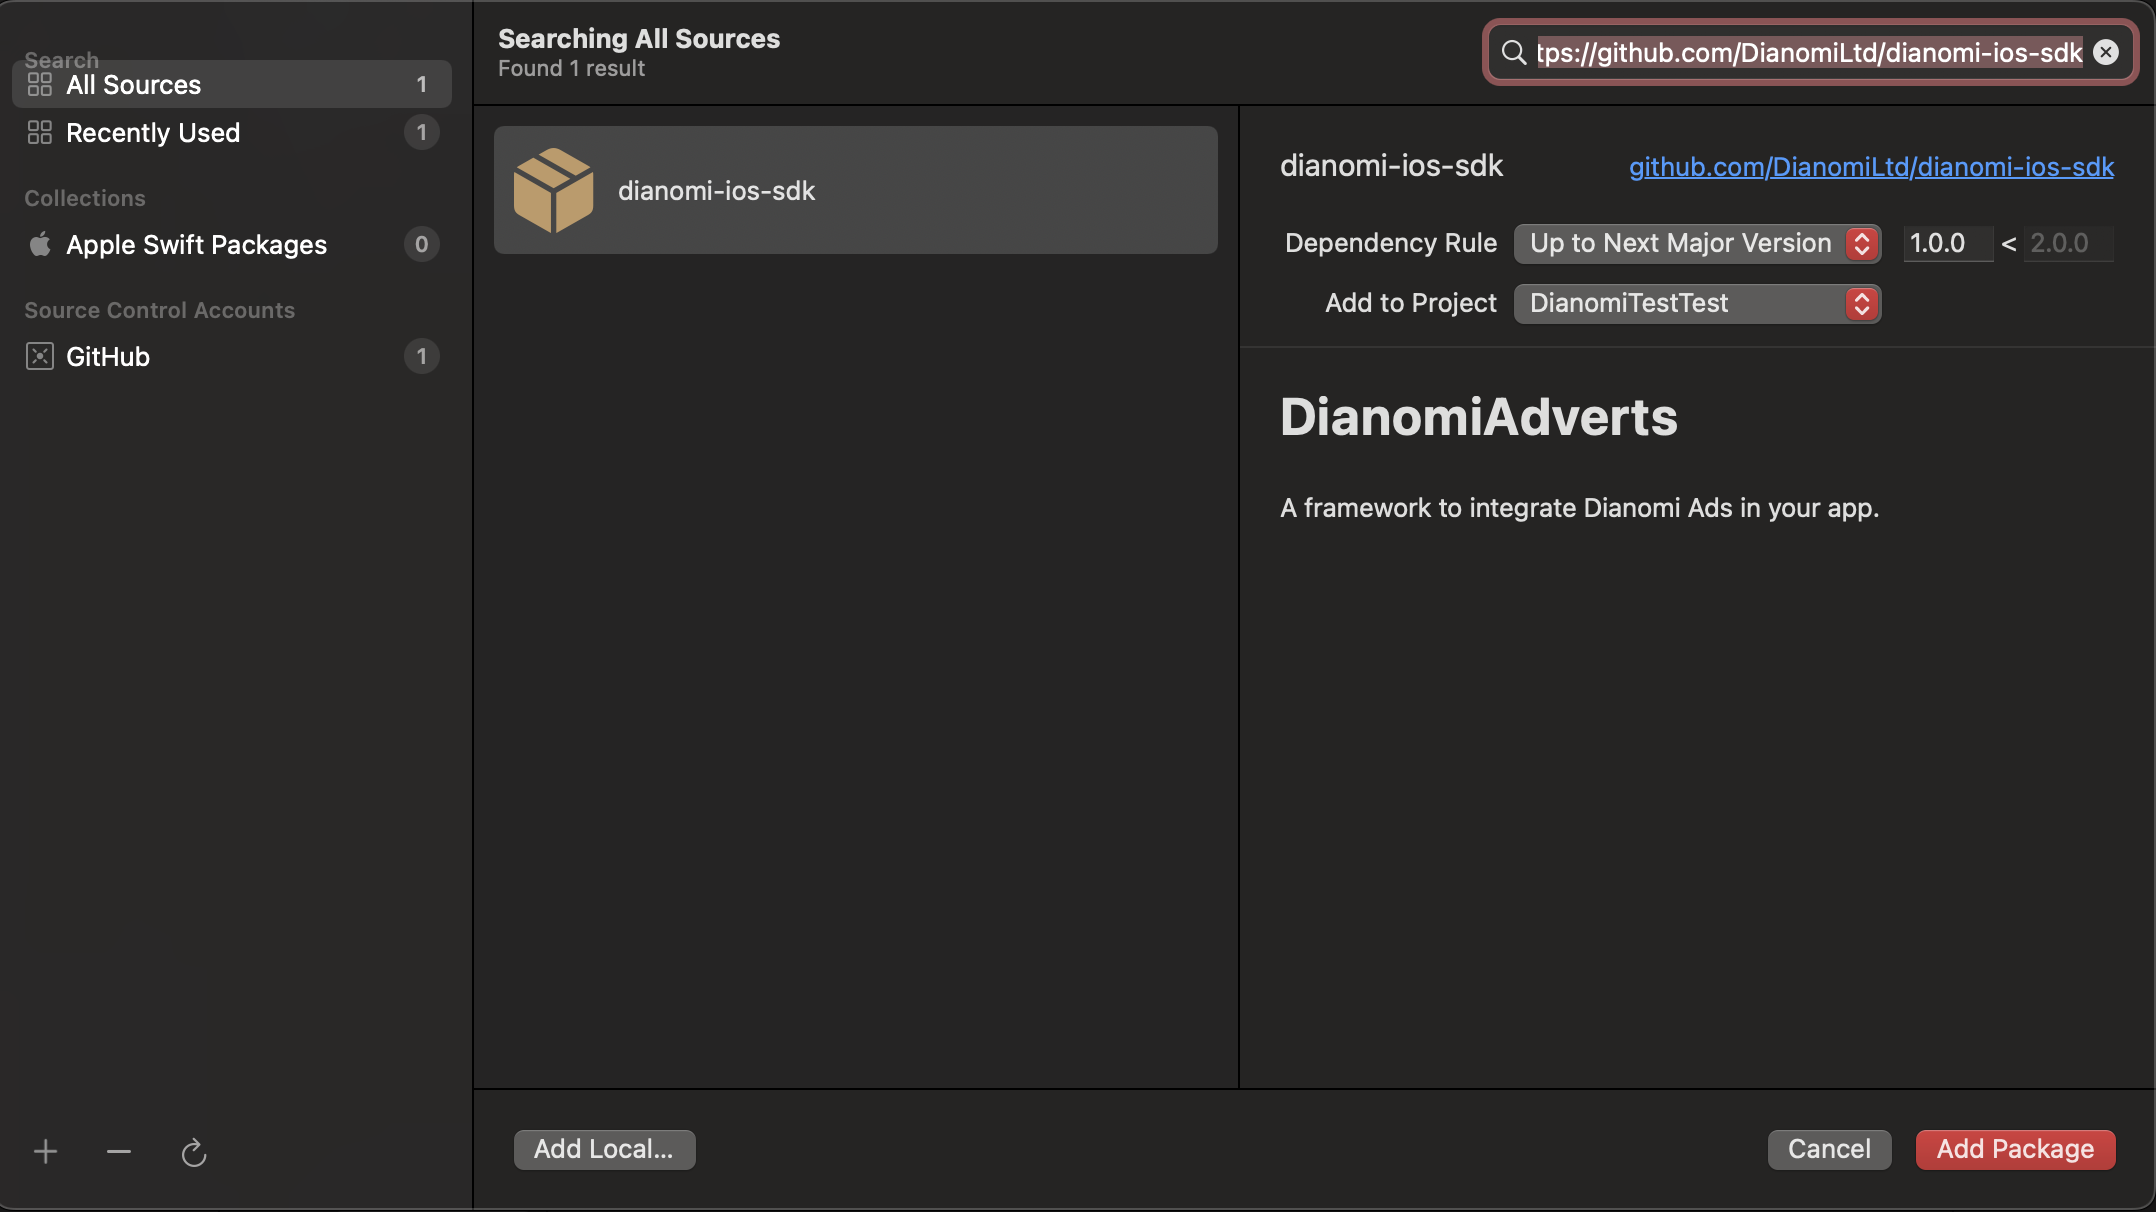 Search
All Sources 1
Recently Used 1
Collections
Apple Swift Packages 0
Source Control Accounts
GitHub 1
Searching All Sources
Found 1 result
tps://github.com/DianomiLtd/dianomi-ios-sdk
dianomi-ios-sdk
dianomi-ios-sdk github.com/DianomiLtd/dianomi-ios-sdk
Dependency Rule Up to Next Major Version 1.0.0 < 2.0.0
Add to Project DianomiTestTest
DianomiAdverts
A framework to integrate Dianomi Ads in your app.
Add Local... Cancel Add Package